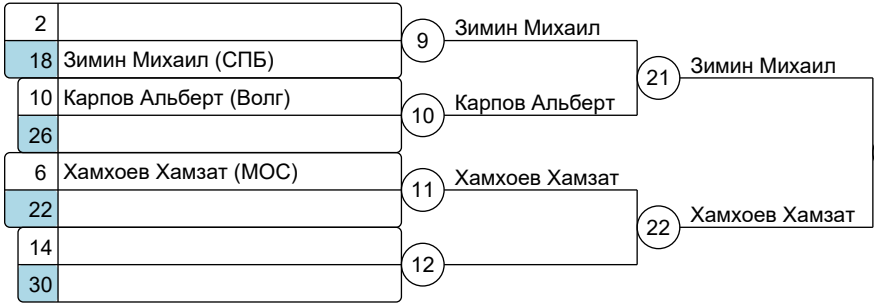 2
9
Зимин Михаил
18 Зимин Михаил (СПБ)
21
Зимин Михаил
10 Карпов Альберт (Волг)
10
Карпов Альберт
26
6 Хамхоев Хамзат (МОС)
11
Хамхоев Хамзат
22
22
Хамхоев Хамзат
14
12
30